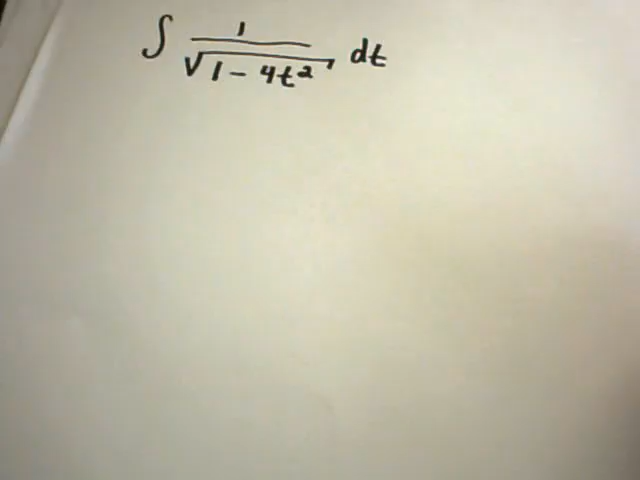 ∫ 1/√(1 - 4t²) dt